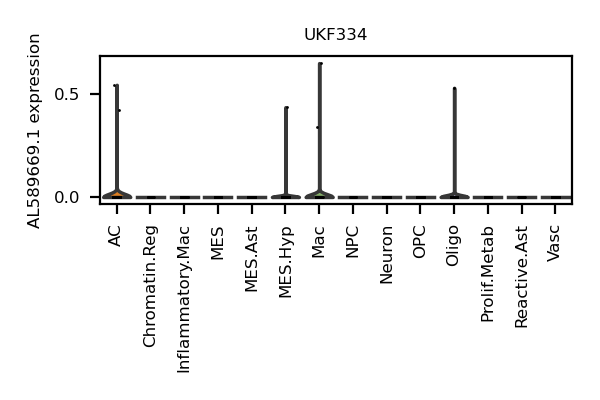 UKF334
AL589669.1 expression
0.5
0.0
AC
Chromatin.Reg
Inflammatory.Mac
MES
MES.Ast
MES.Hyp
Mac
NPC
Neuron
OPC
Oligo
Prolif.Metab
Reactive.Ast
Vasc